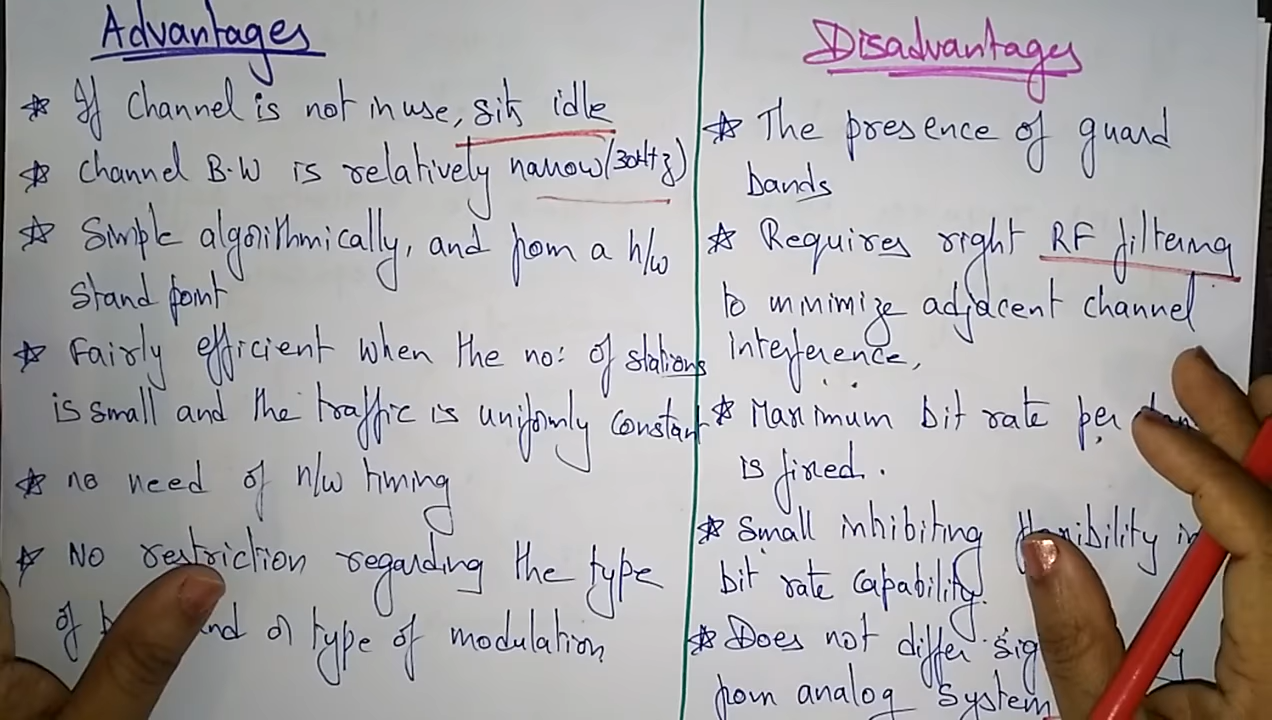 Advantages
☆ If Channel is not in use, sits idle
☆ Channel B.W is relatively narrow (30kHz)
☆ Simple algorithmically, and from a h/w
stand point
☆ Fairly efficient when the no: of stations
is small and the traffic is uniformly constant
☆ no need of n/w timing
☆ No restriction regarding the type
of or type of modulation
Disadvantages
☆ The presence of guard
bands
☆ Requires right RF filtering
to minimize adjacent channel
interference,
☆ Maximum bit rate per
is fixed.
☆ Small inhibiting in
bit rate capability.
☆ Does not differ
from analog System